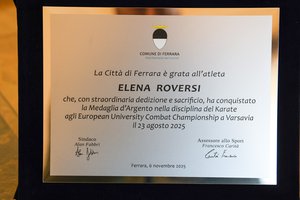 COMUNE DI FERRARA
La Città di Ferrara è grata all'atleta
ELENA ROVERSI
che, con straordinaria dedizione e sacrificio, ha conquistato
la Medaglia d'Argento nella disciplina del Karate
agli European University Combat Championship a Varsavia
il 23 agosto 2025
Sindaco
Alan Fabbri
Assessore allo Sport
Francesco Carità
Ferrara, 6 novembre 2025